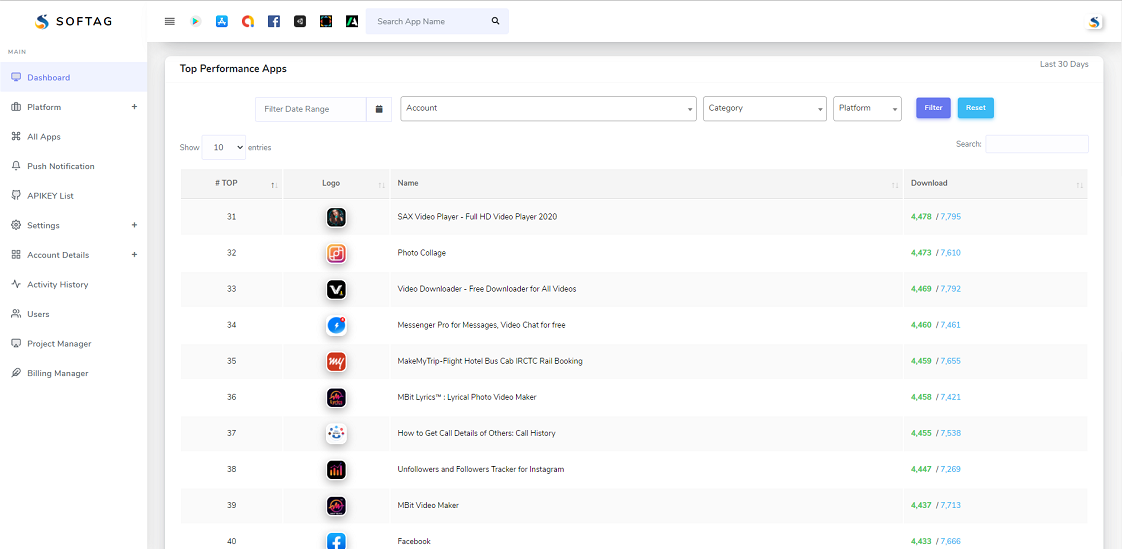 SOFTAG
Search App Name
MAIN
Dashboard
Platform +
All Apps
Push Notification
APIKEY List
Settings +
Account Details +
Activity History
Users
Project Manager
Billing Manager
Top Performance Apps
Last 30 Days
Filter Date Range
Account
Category
Platform
Filter
Reset
Show 10 entries
Search:
# TOP Logo Name Download
31 SAX Video Player - Full HD Video Player 2020 4,478 / 7,795
32 Photo Collage 4,473 / 7,610
33 Video Downloader - Free Downloader for All Videos 4,469 / 7,792
34 Messenger Pro for Messages, Video Chat for free 4,460 / 7,461
35 my MakeMyTrip-Flight Hotel Bus Cab IRCTC Rail Booking 4,459 / 7,655
36 MBit Lyrics™ : Lyrical Photo Video Maker 4,458 / 7,421
37 How to Get Call Details of Others: Call History 4,455 / 7,538
38 Unfollowers and Followers Tracker for Instagram 4,447 / 7,269
39 MBit Video Maker 4,437 / 7,713
40 Facebook 4,433 / 7,666